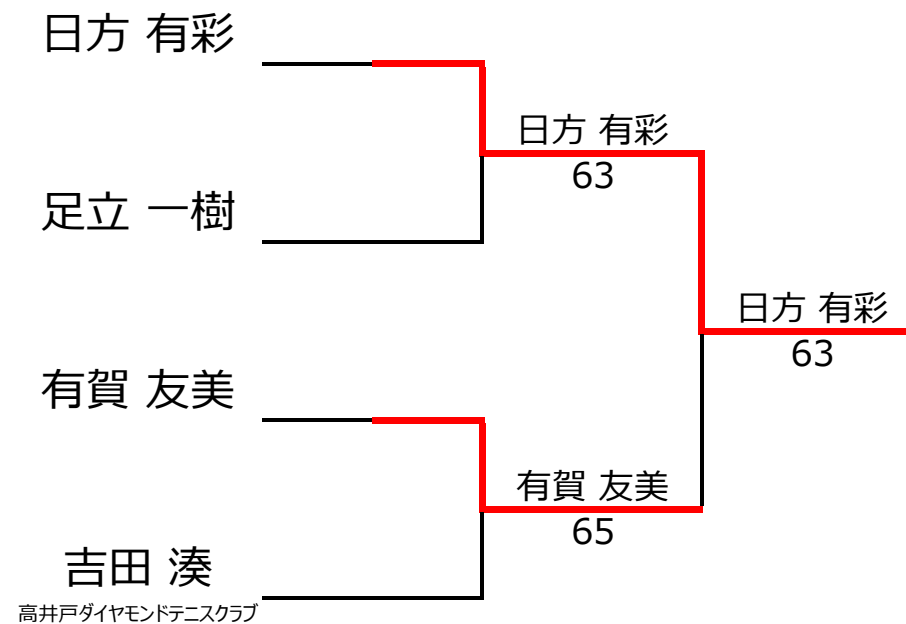 日方 有彩
日方 有彩
63
足立 一樹
日方 有彩
63
有賀 友美
有賀 友美
65
吉田 湊
高井戸ダイヤモンドテニスクラブ